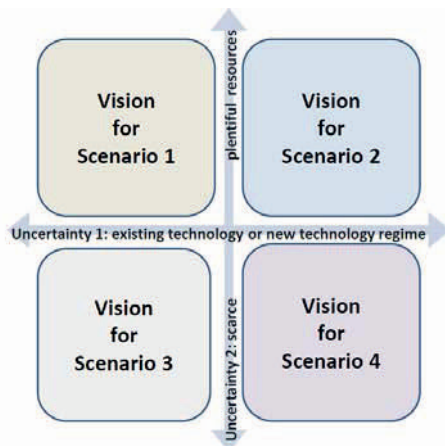 Vision
for
Scenario 1
plentiful resources
Vision
for
Scenario 2
Uncertainty 1: existing technology or new technology regime
Vision
for
Scenario 3
Uncertainty 2: scarce
Vision
for
Scenario 4